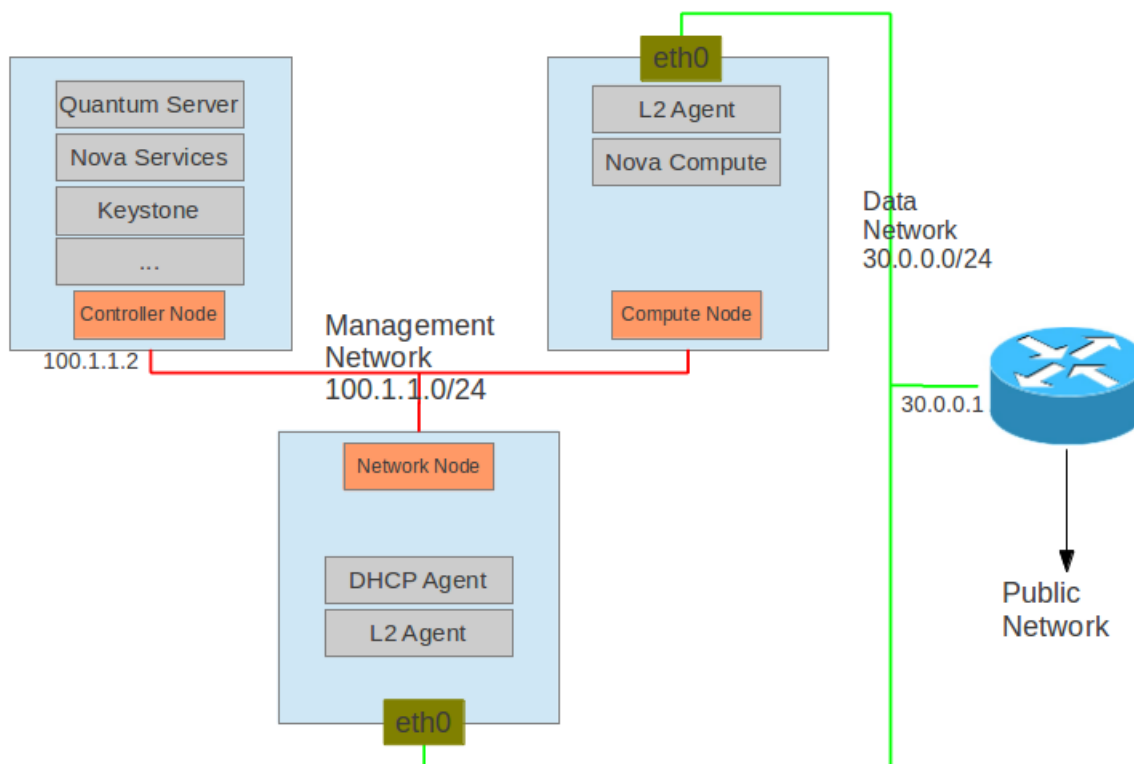 Quantum Server
Nova Services
Keystone
...
Controller Node
100.1.1.2
eth0
L2 Agent
Nova Compute
Compute Node
Management
Network
100.1.1.0/24
Data
Network
30.0.0.0/24
30.0.0.1
Public
Network
Network Node
DHCP Agent
L2 Agent
eth0